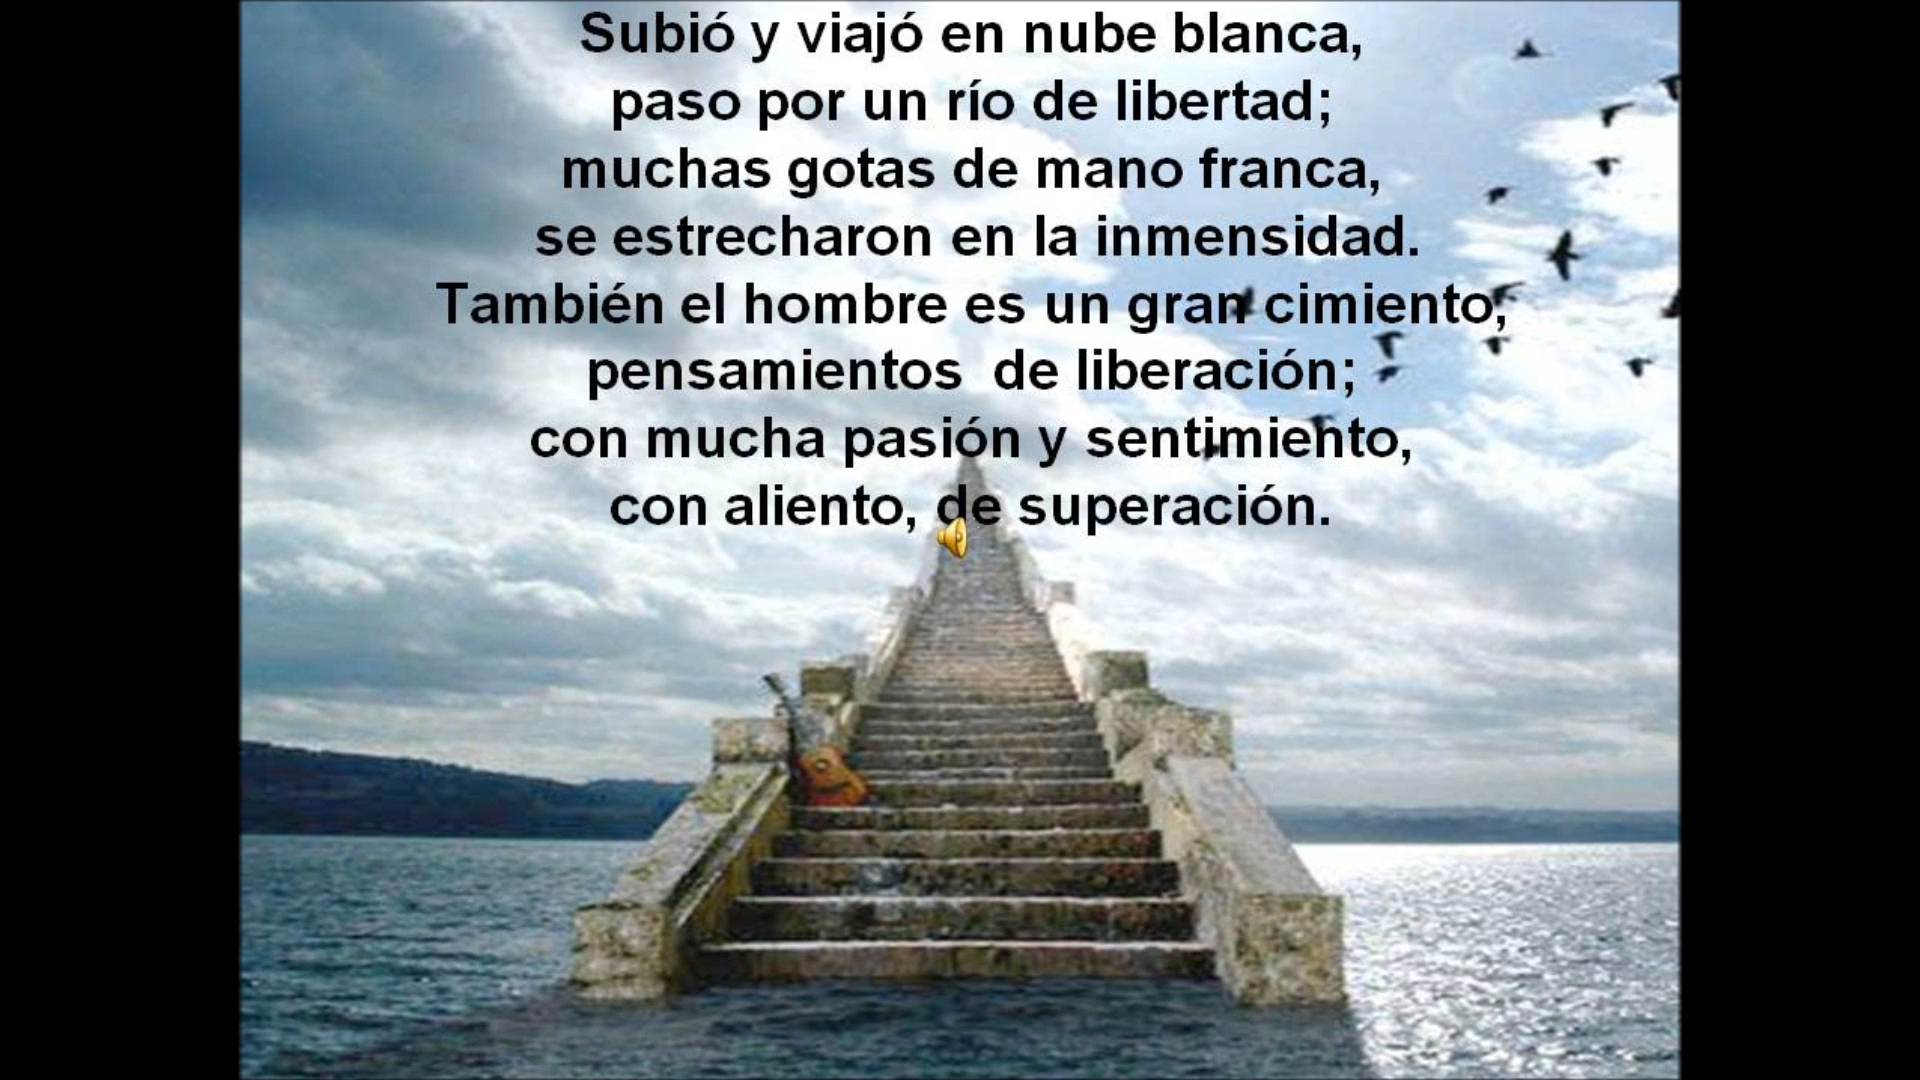 Subió y viajó en nube blanca,
paso por un río de libertad;
muchas gotas de mano franca,
se estrecharon en la inmensidad.
También el hombre es un gran cimiento,
pensamientos  de liberación;
con mucha pasión y sentimiento,
con aliento, de superación.